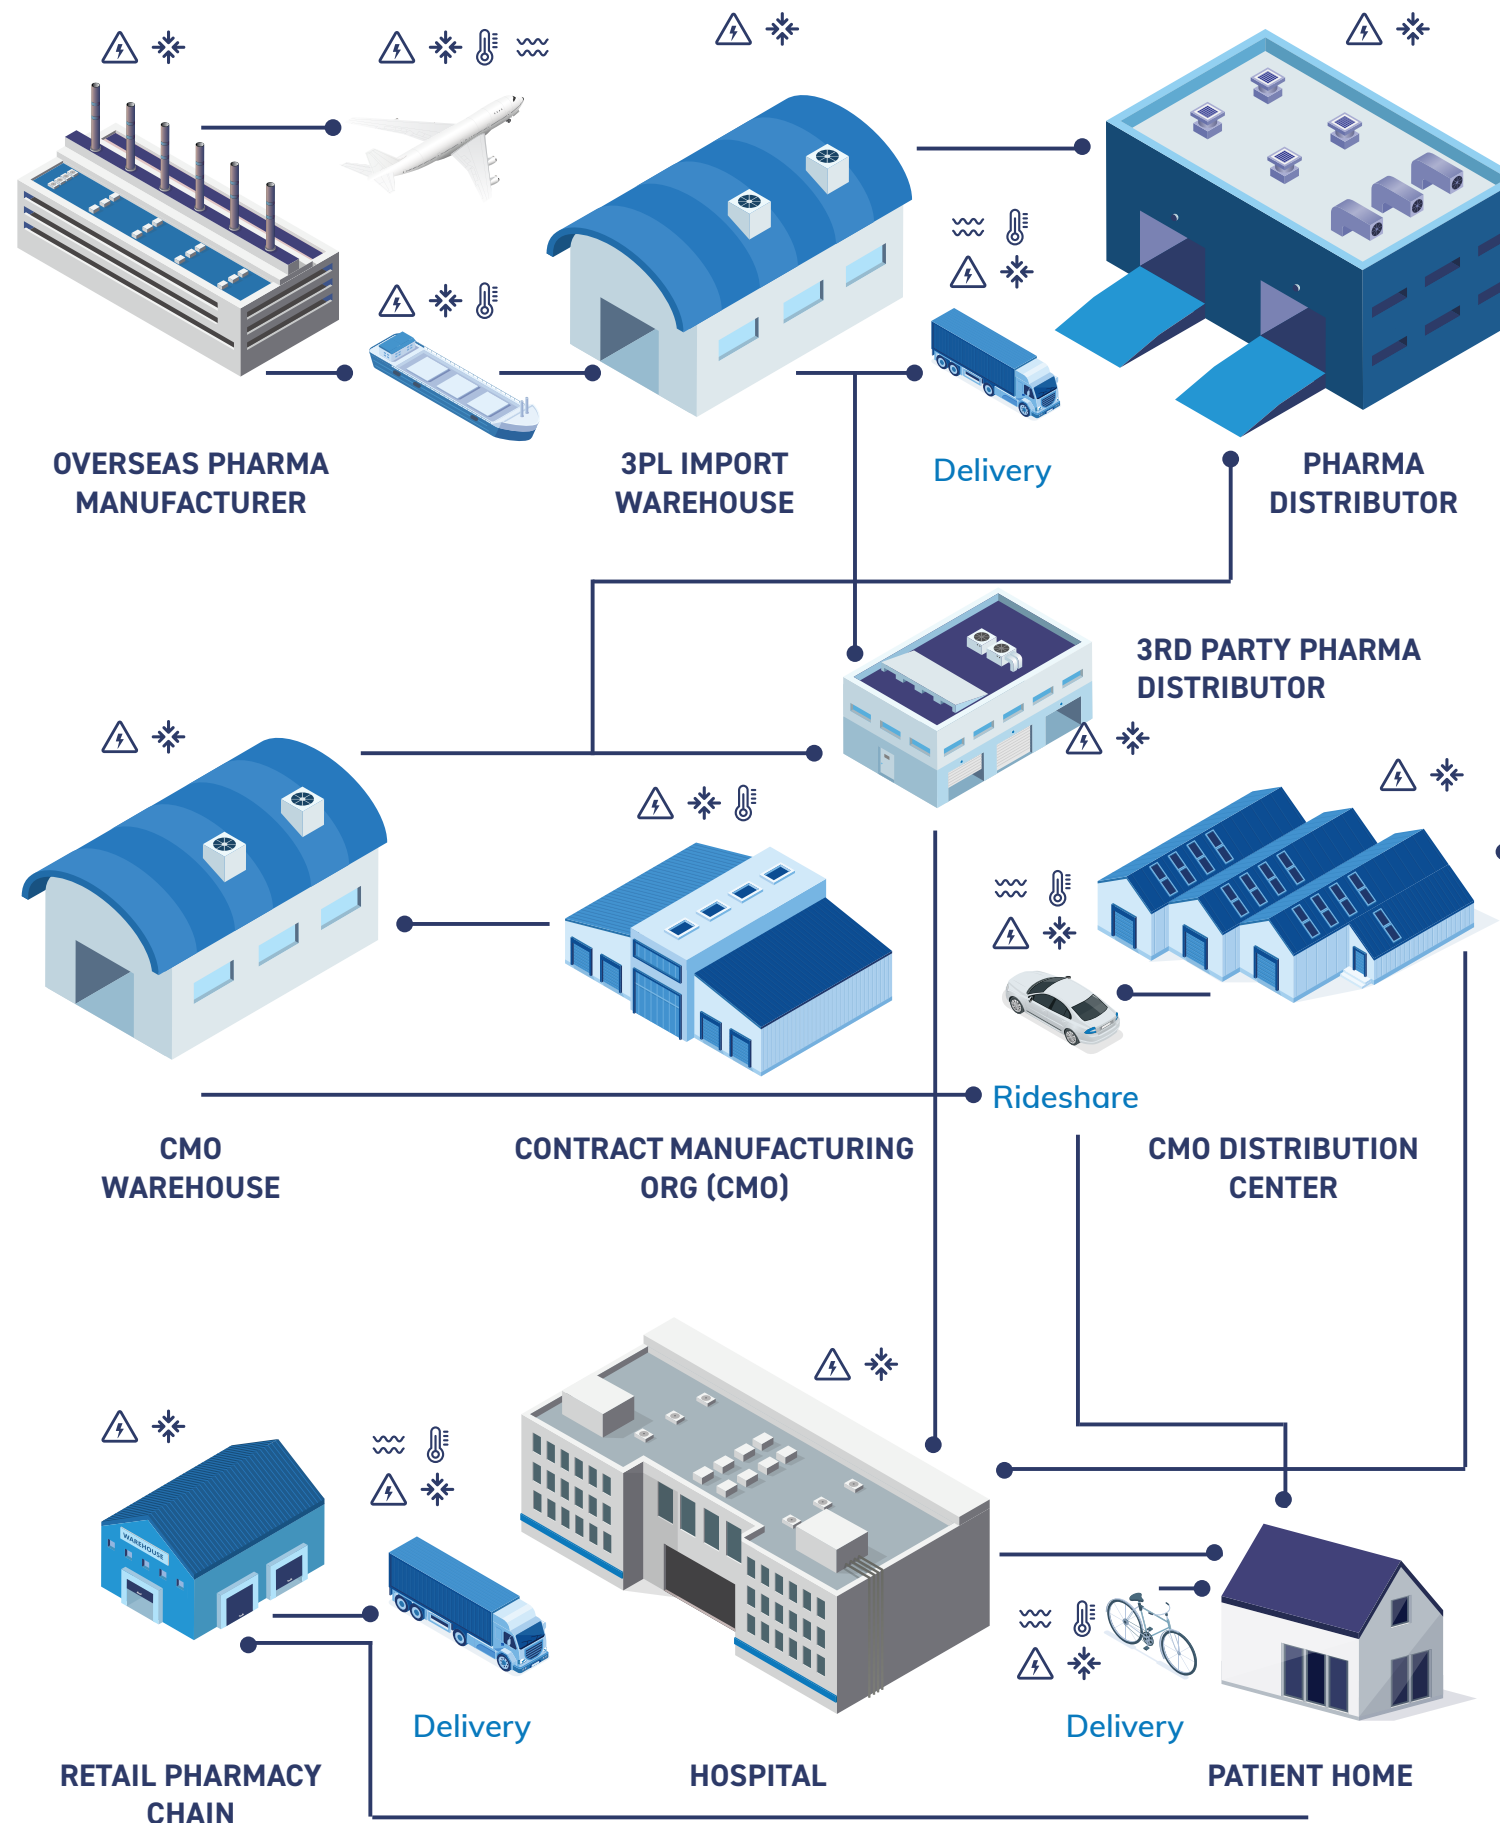 OVERSEAS PHARMA
MANUFACTURER
3PL IMPORT
WAREHOUSE
Delivery
PHARMA
DISTRIBUTOR
3RD PARTY PHARMA
DISTRIBUTOR
Rideshare
CMO
WAREHOUSE
CONTRACT MANUFACTURING
ORG (CMO)
CMO DISTRIBUTION
CENTER
WAREHOUSE
Delivery
Delivery
RETAIL PHARMACY
CHAIN
HOSPITAL
PATIENT HOME